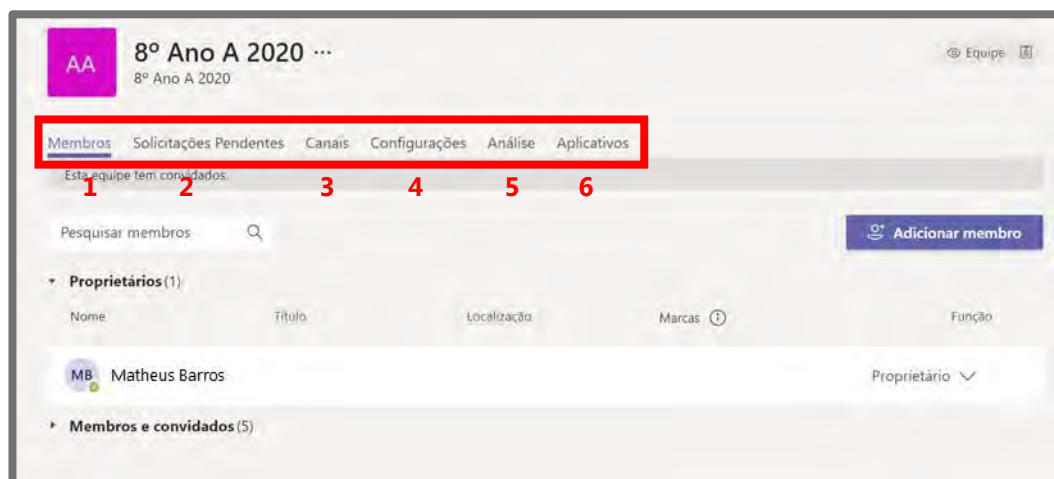 AA
8º Ano A 2020 ...
8º Ano A 2020
Equipe
Membros Solicitações Pendentes Canais Configurações Análise Aplicativos
Esta equipe tem convidados.
1 2 3 4 5 6
Pesquisar membros
Adicionar membro
Proprietários (1)
Nome Título Localização Marcas Função
MB Matheus Barros Proprietário
Membros e convidados (5)